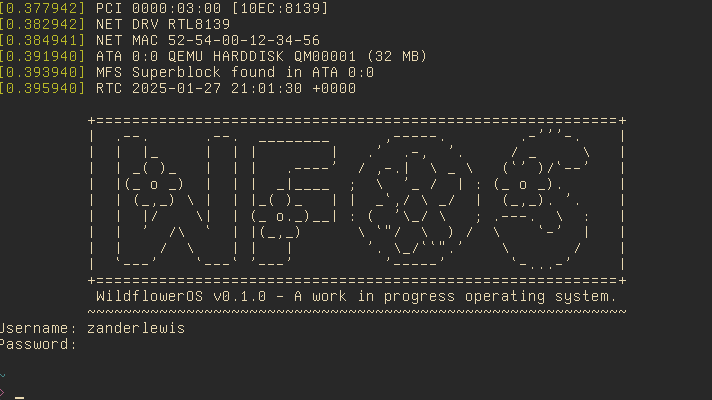 [0.377942] PCI 0000:03:00 [10EC:8139]
[0.382942] NET DRV RTL8139
[0.384941] NET MAC 52-54-00-12-34-56
[0.391940] ATA 0:0 QEMU HARDDISK QM00001 (32 MB)
[0.393940] MFS Superblock found in ATA 0:0
[0.395940] RTC 2025-01-27 21:01:30 +0000
WFOS
WildflowerOS v0.1.0 - A work in progress operating system.
Username: zanderlewis
Password:
~
> _